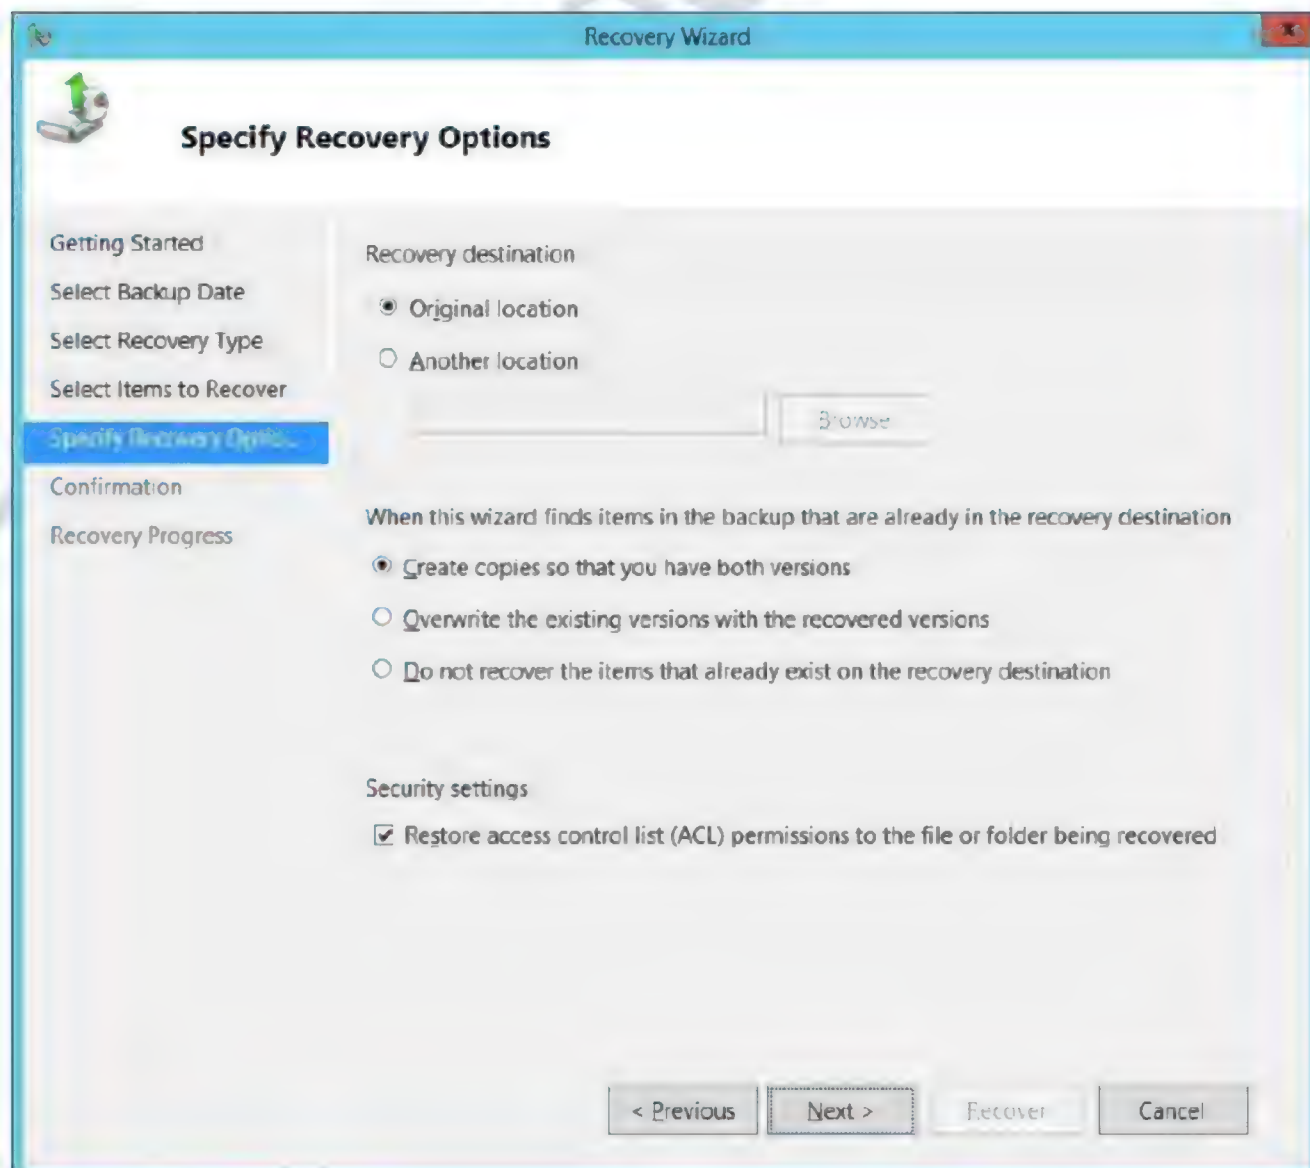 Recovery Wizard
Specify Recovery Options
Getting Started
Select Backup Date
Select Recovery Type
Select Items to Recover
Specify Recovery Optio...
Confirmation
Recovery Progress
Recovery destination
Original location
Another location
Browse
When this wizard finds items in the backup that are already in the recovery destination
Create copies so that you have both versions
Overwrite the existing versions with the recovered versions
Do not recover the items that already exist on the recovery destination
Security settings
Restore access control list (ACL) permissions to the file or folder being recovered
< Previous
Next >
Recover
Cancel